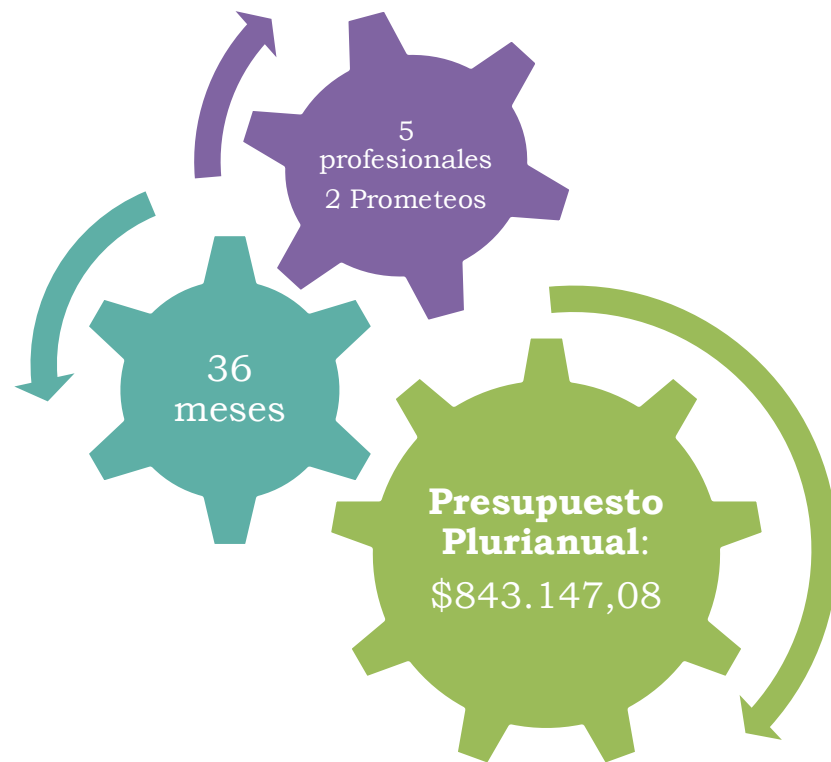 5
profesionales
2 Prometeos
36
meses
Presupuesto
Plurianual:
$843.147,08